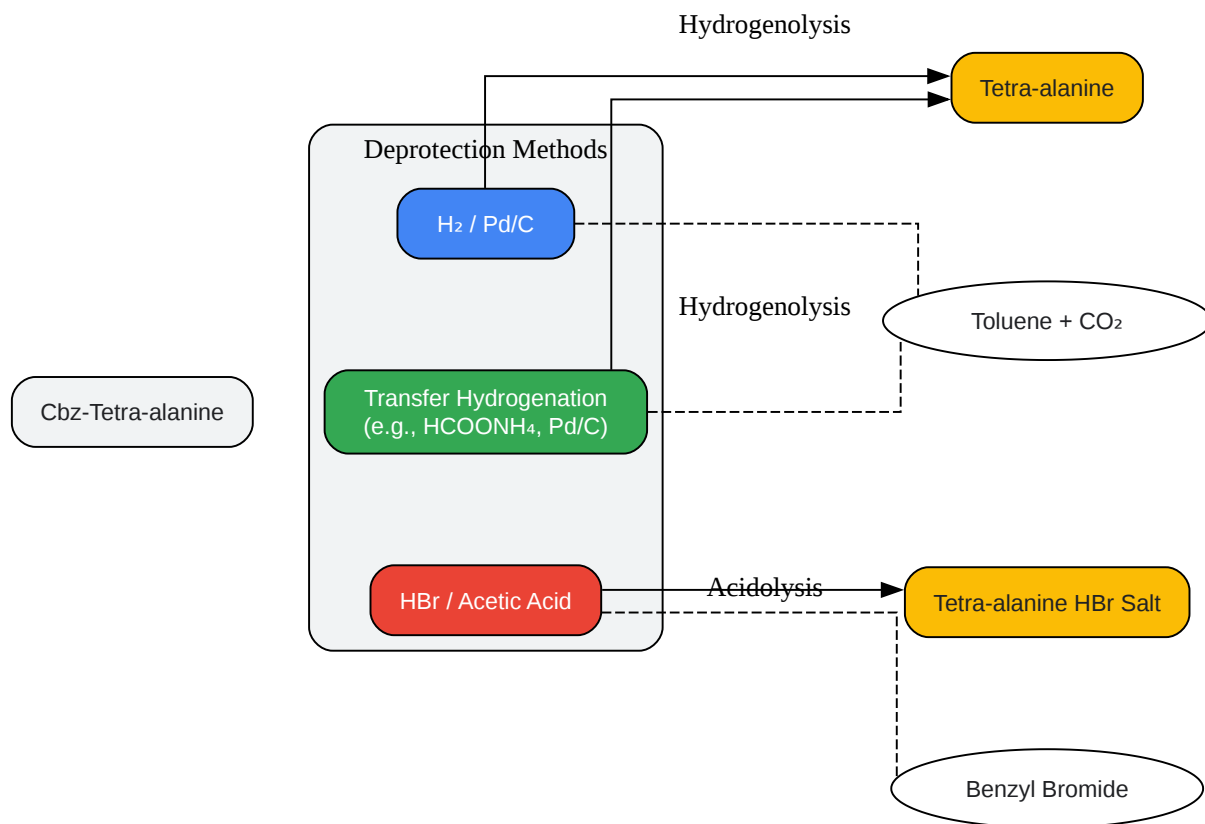 Hydrogenolysis
Tetra-alanine
Deprotection Methods
H₂ / Pd/C
Hydrogenolysis
Toluene + CO₂
Cbz-Tetra-alanine
Transfer Hydrogenation
(e.g., HCOONH₄, Pd/C)
HBr / Acetic Acid
Acidolysis
Tetra-alanine HBr Salt
Benzyl Bromide